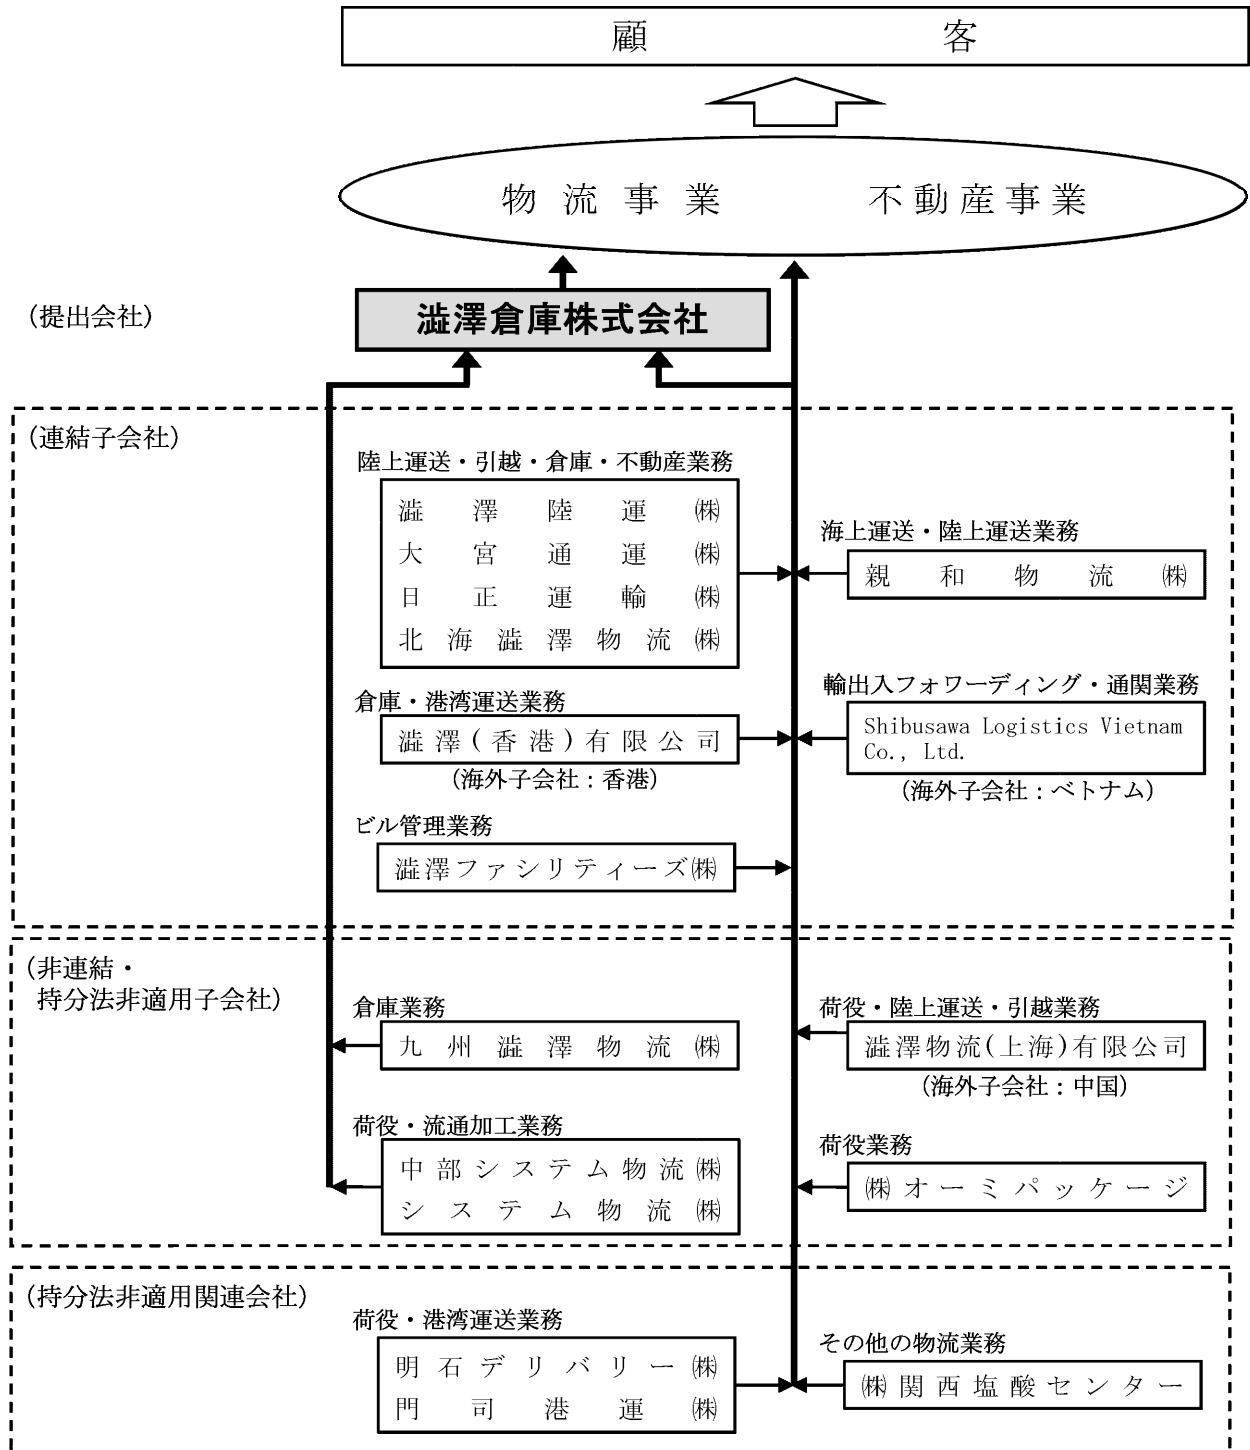 顧客
物流事業 不動産事業
(提出会社)
澁澤倉庫株式会社
(連結子会社)
陸上運送・引越・倉庫・不動産業務
澁澤陸運㈱
大宮通運㈱
日正運輸㈱
北海澁澤物流㈱
海上運送・陸上運送業務
親和物流㈱
倉庫・港湾運送業務
澁澤(香港)有限公司
(海外子会社:香港)
輸出入フォワーディング・通関業務
Shibusawa Logistics Vietnam
Co., Ltd.
(海外子会社:ベトナム)
ビル管理業務
澁澤ファシリティーズ㈱
(非連結・
持分法非適用子会社)
倉庫業務
九州澁澤物流㈱
荷役・陸上運送・引越業務
澁澤物流(上海)有限公司
(海外子会社:中国)
荷役・流通加工業務
中部システム物流㈱
システム物流㈱
荷役業務
㈱オーミパッケージ
(持分法非適用関連会社)
荷役・港湾運送業務
明石デリバリー㈱
門司港運㈱
その他の物流業務
㈱関西塩酸センター